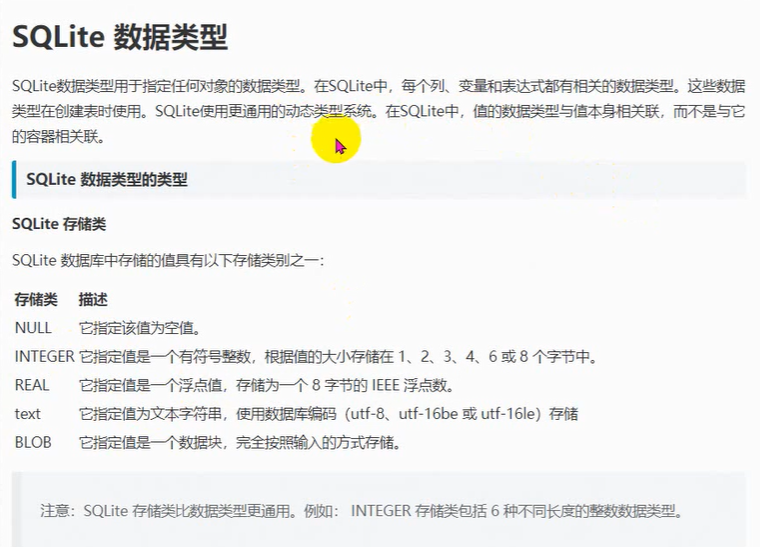 SQLite 数据类型
SQLite数据类型用于指定任何对象的数据类型。在SQLite中，每个列、变量和表达式都有相关的数据类型。这些数据
类型在创建表时使用。SQLite使用更通用的动态类型系统。在SQLite中，值的数据类型与值本身相关联，而不是与它
的容器相关联。
SQLite 数据类型的类型
SQLite 存储类
SQLite 数据库中存储的值具有以下存储类别之一：
存储类 描述
NULL 它指定该值为空值。
INTEGER 它指定值是一个有符号整数，根据值的大小存储在 1、2、3、4、6 或 8 个字节中。
REAL 它指定值是一个浮点值，存储为一个 8 字节的 IEEE 浮点数。
text 它指定值为文本字符串，使用数据库编码（utf-8、utf-16be 或 utf-16le）存储
BLOB 它指定值是一个数据块，完全按照输入的方式存储。
注意：SQLite 存储类比数据类型更通用。例如： INTEGER 存储类包括 6 种不同长度的整数数据类型。